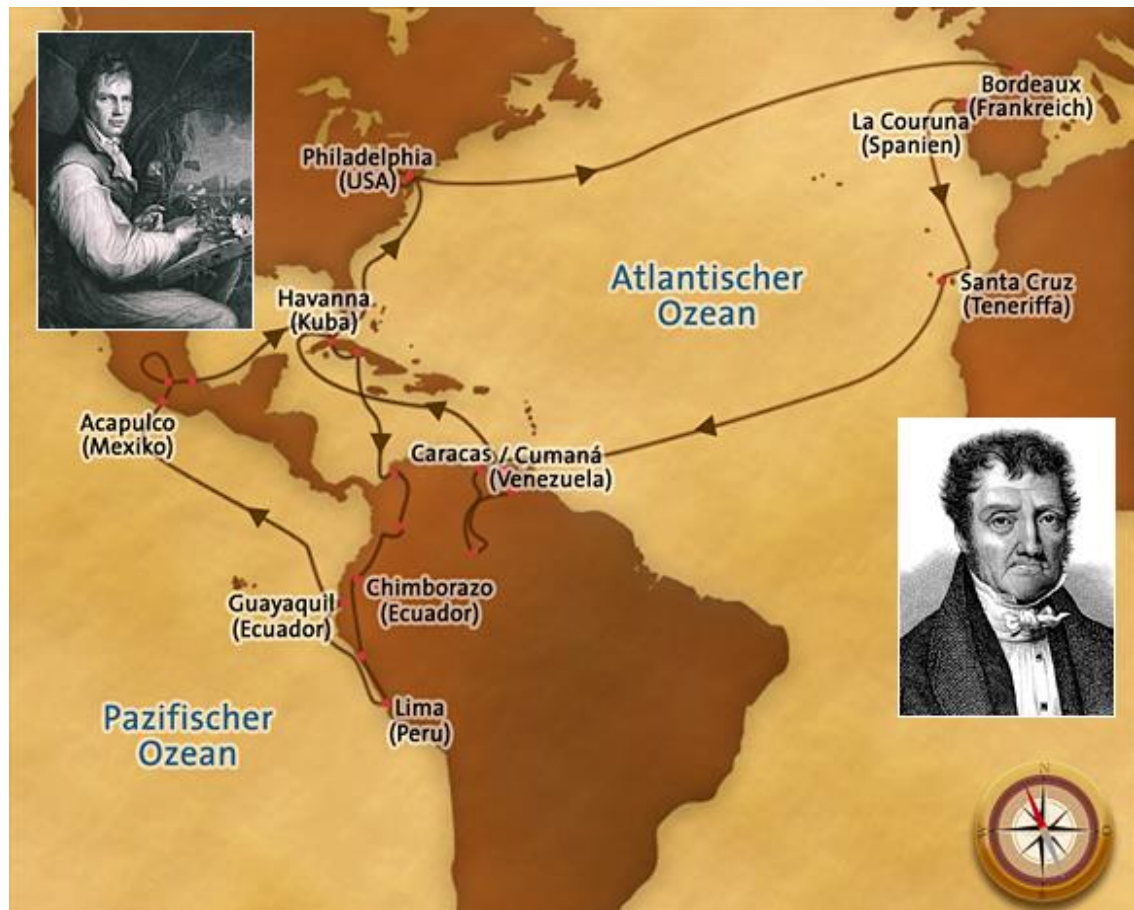 Bordeaux
(Frankreich)
La Couruna
(Spanien)
Philadelphia
(USA)
Atlantischer
Ozean
Santa Cruz
(Teneriffa)
Havanna
(Kuba)
Acapulco
(Mexiko)
Caracas / Cumaná
(Venezuela)
Chimborazo
(Ecuador)
Guayaquil
(Ecuador)
Lima
(Peru)
Pazifischer
Ozean
N
W
O
S